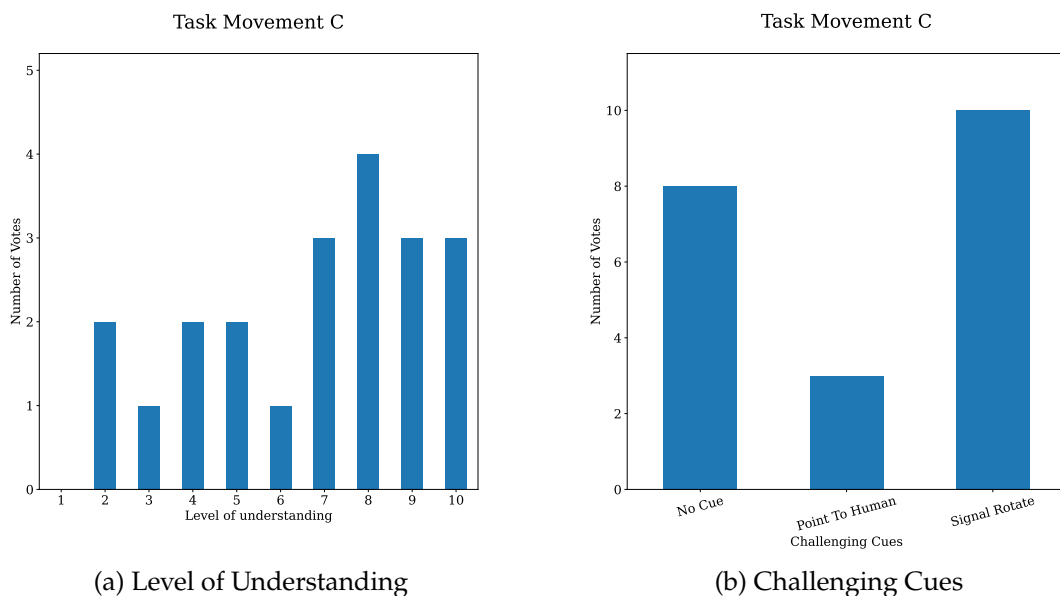 Task Movement C
5
4
3
2
1
0
Number of Votes
1 2 3 4 5 6 7 8 9 10
Level of understanding
(a) Level of Understanding
Task Movement C
10
8
6
4
2
0
Number of Votes
No Cue
Point To Human
Signal Rotate
Challenging Cues
(b) Challenging Cues